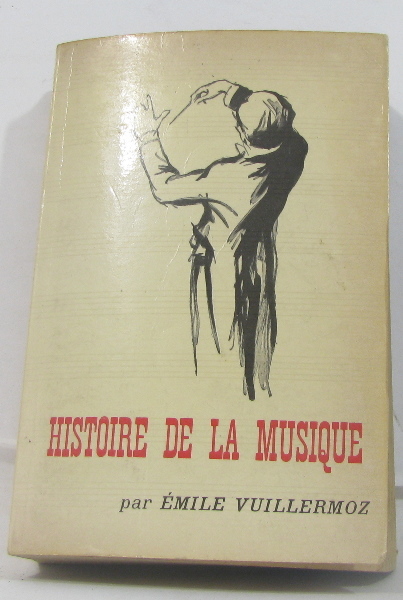 HISTOIRE DE LA MUSIQUE
par ÉMILE VUILLERMOZ